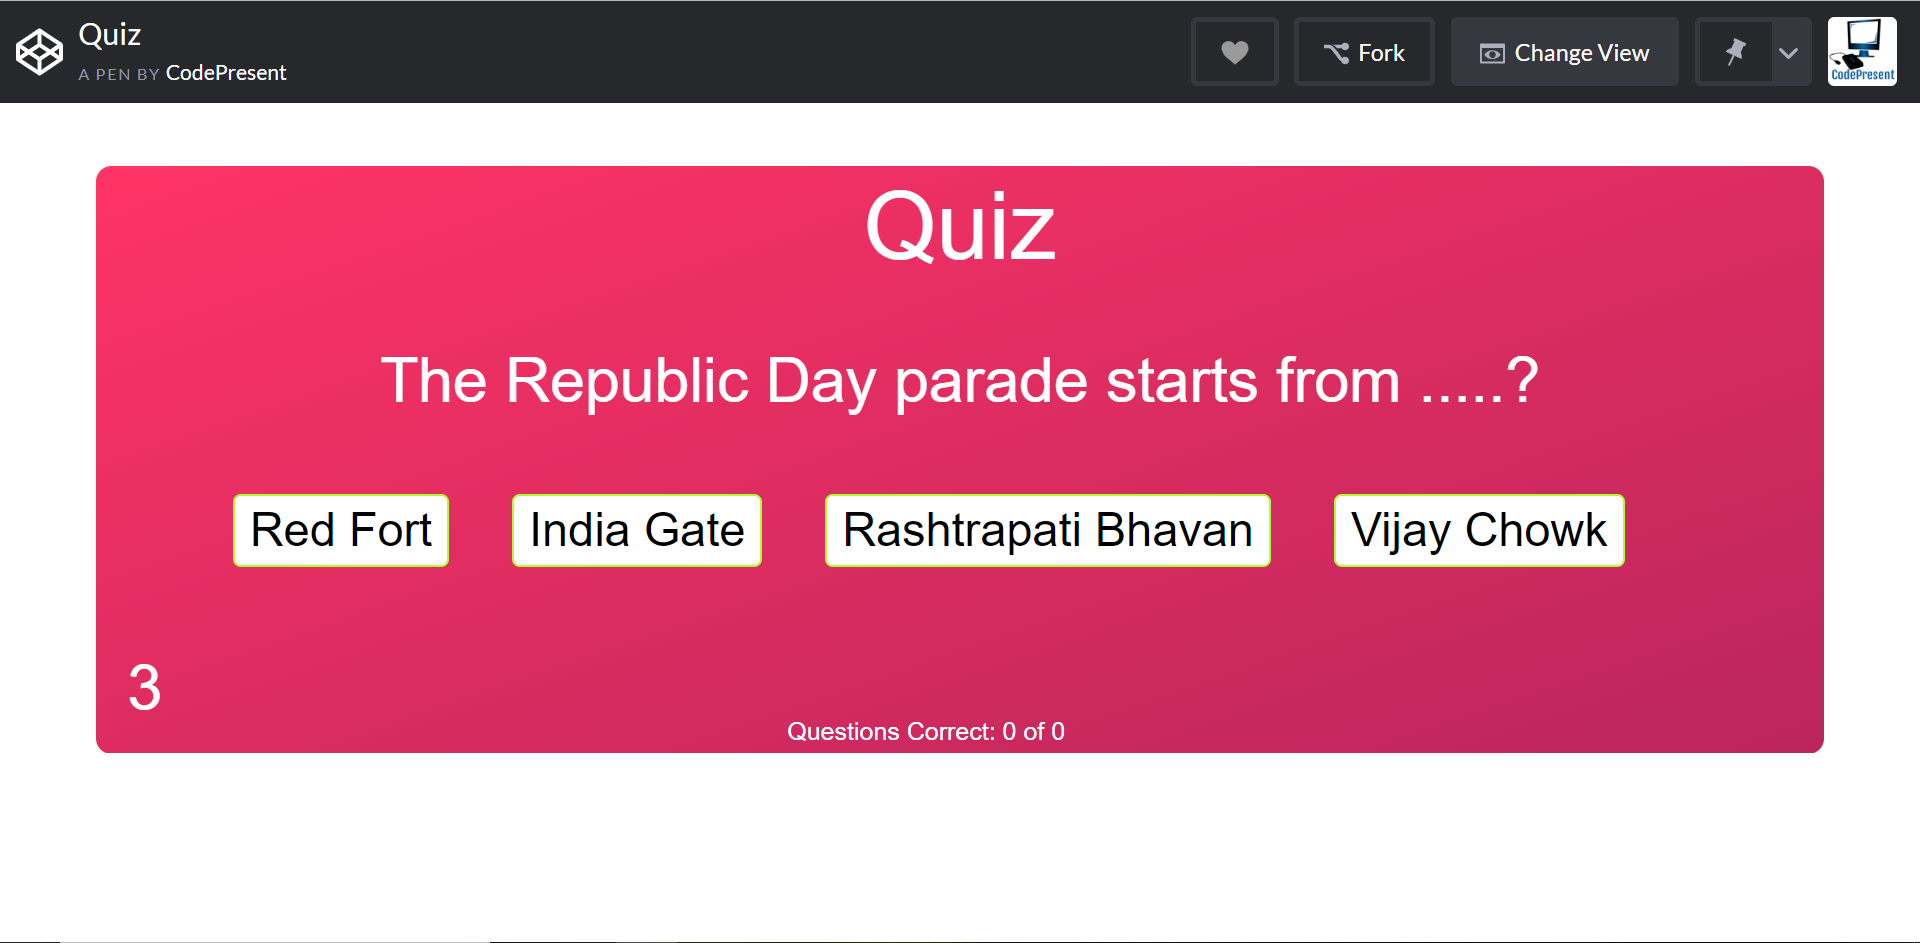 Quiz
A PEN BY CodePresent
Fork
Change View
CodePresent
Quiz
The Republic Day parade starts from .....?
Red Fort
India Gate
Rashtrapati Bhavan
Vijay Chowk
3
Questions Correct: 0 of 0